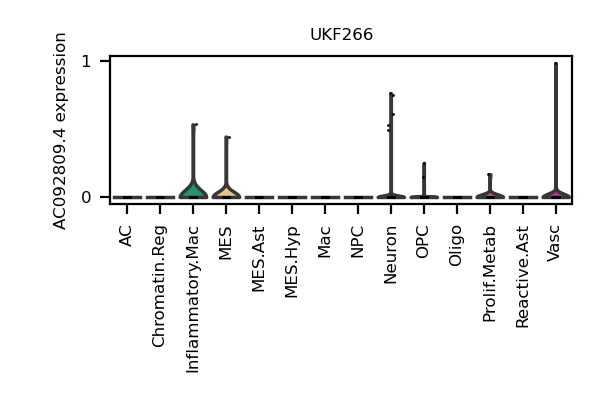 UKF266
AC092809.4 expression
1
0
AC
Chromatin.Reg
Inflammatory.Mac
MES
MES.Ast
MES.Hyp
Mac
NPC
Neuron
OPC
Oligo
Prolif.Metab
Reactive.Ast
Vasc